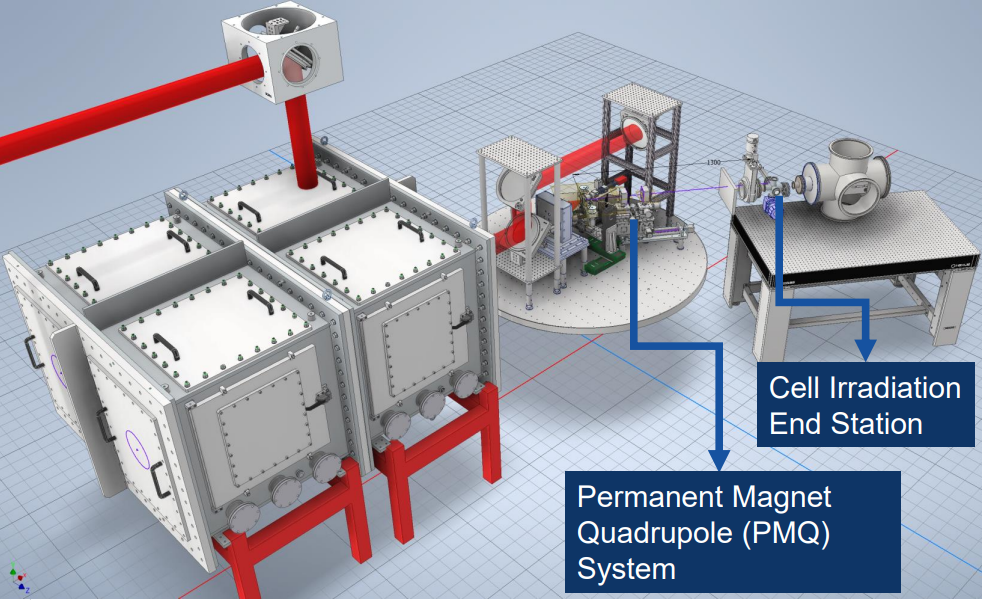 1300
Cell Irradiation
End Station
Permanent Magnet
Quadrupole (PMQ)
System